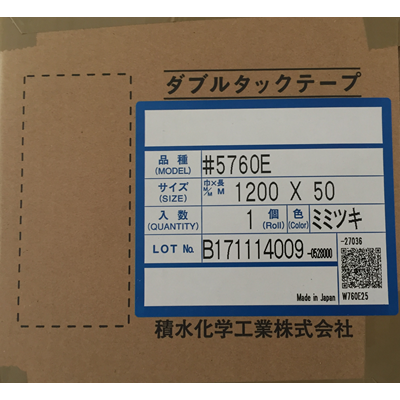 ダブルタックテープ
品種 (MODEL) #5760E
サイズ (SIZE) 巾×長 M/M M 1200 X 50
入数 (QUANTITY) 1 個 (Roll) 色 (Color) ミミツキ
LOT No. B171114009-0528000
-27036
Made in Japan W760E25
積水化学工業株式会社